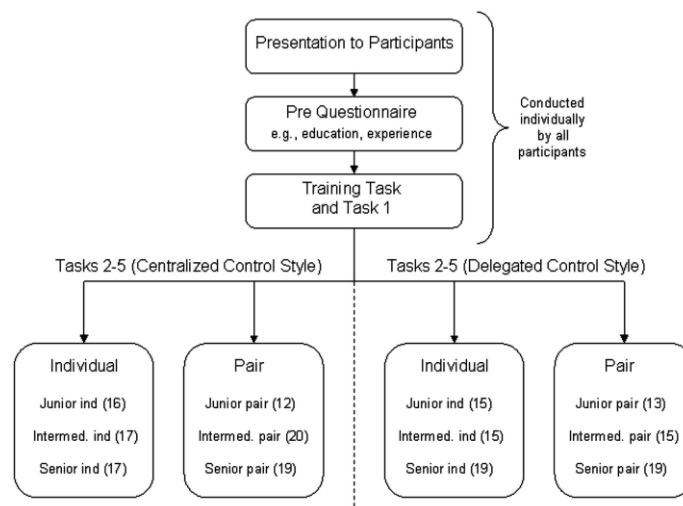 Presentation to Participants
Pre Questionnaire
e.g., education, experience
Training Task
and Task 1
Conducted
individually
by all
participants
Tasks 2-5 (Centralized Control Style)
Tasks 2-5 (Delegated Control Style)
Individual
Junior ind (16)
Intermed. ind (17)
Senior ind (17)
Pair
Junior pair (12)
Intermed. pair (20)
Senior pair (19)
Individual
Junior ind (15)
Intermed. ind (15)
Senior ind (19)
Pair
Junior pair (13)
Intermed. pair (15)
Senior pair (19)